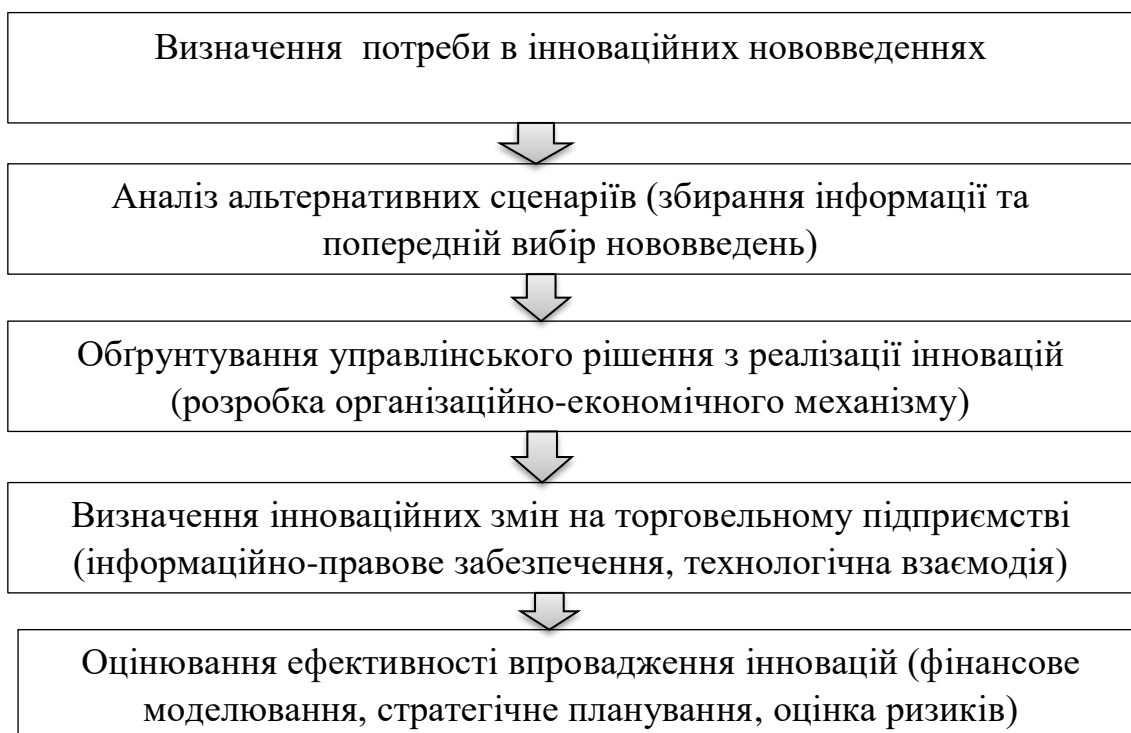 Визначення потреби в інноваційних нововведеннях
Аналіз альтернативних сценаріїв (збирання інформації та
попередній вибір нововведень)
Обґрунтування управлінського рішення з реалізації інновацій
(розробка організаційно-економічного механізму)
Визначення інноваційних змін на торговельному підприємстві
(інформаційно-правове забезпечення, технологічна взаємодія)
Оцінювання ефективності впровадження інновацій (фінансове
моделювання, стратегічне планування, оцінка ризиків)